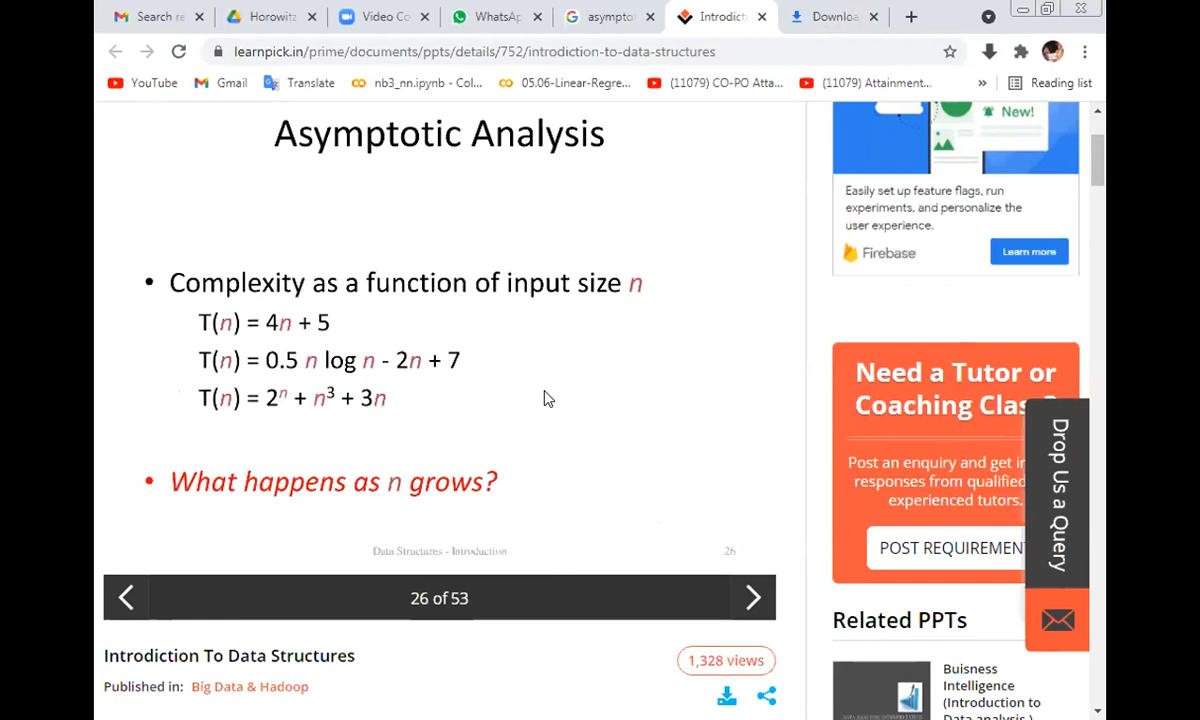 Search re
Horowitz
Video Co
WhatsAp
asympto
Introdict
Downloa
learnpick.in/prime/documents/ppts/details/752/introdiction-to-data-structures
YouTube
Gmail
Translate
nb3_nn.ipynb - Col...
05.06-Linear-Regre...
(11079) CO-PO Atta...
(11079) Attainment...
»
Reading list
Asymptotic Analysis
• Complexity as a function of input size n
T(n) = 4n + 5
T(n) = 0.5 n log n - 2n + 7
T(n) = 2ⁿ + n³ + 3n
• What happens as n grows?
Data Structures - Introduction
26
26 of 53
Introdiction To Data Structures
1,328 views
Published in: Big Data & Hadoop
New!
Easily set up feature flags, run
experiments, and personalize the
user experience.
Firebase
Learn more
Need a Tutor or
Coaching Clas
Post an enquiry and get in
responses from qualified
experienced tutors.
POST REQUIREMEN
Drop Us a Query
Related PPTs
Buisness
Intelligence
(Introduction to
Data analysis )